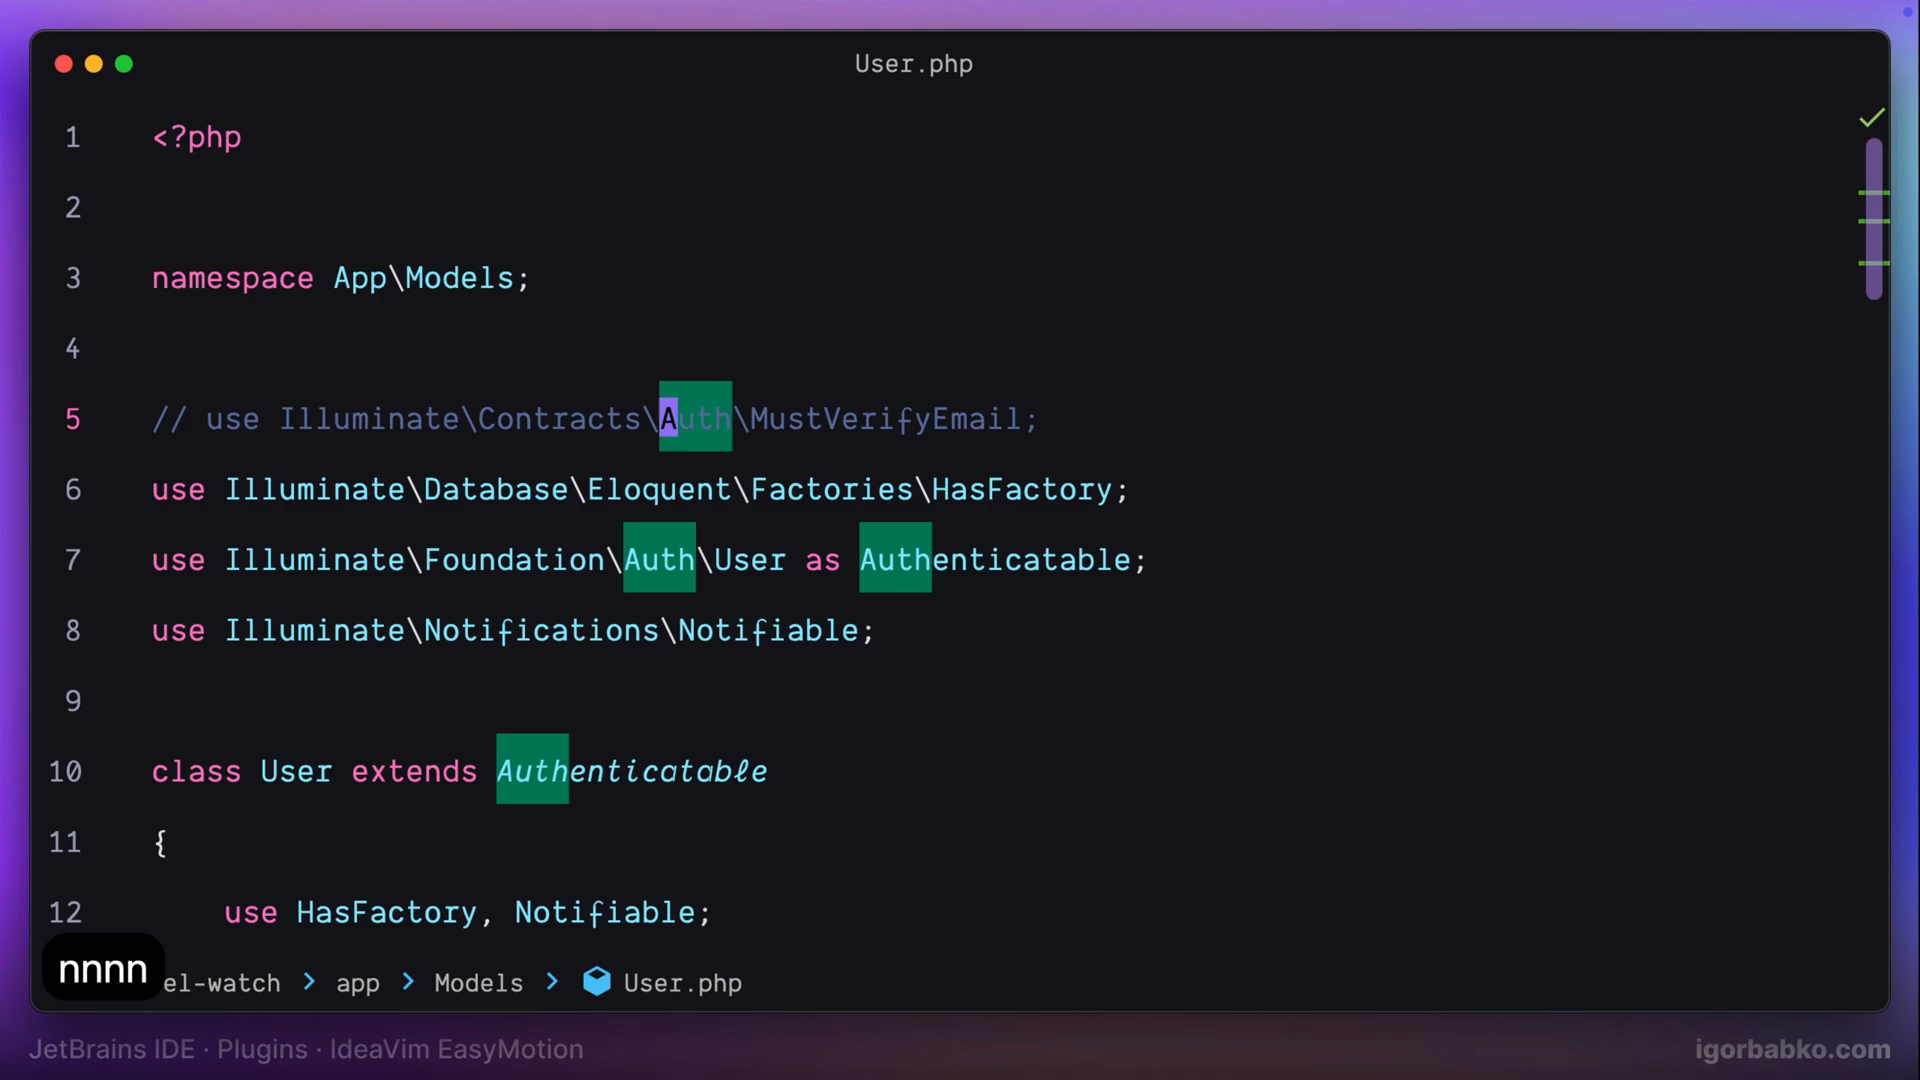 User.php
1 <?php
2
3 namespace App\Models;
4
5 // use Illuminate\Contracts\Auth\MustVerifyEmail;
6 use Illuminate\Database\Eloquent\Factories\HasFactory;
7 use Illuminate\Foundation\Auth\User as Authenticatable;
8 use Illuminate\Notifications\Notifiable;
9
10 class User extends Authenticatable
11 {
12 use HasFactory, Notifiable;
nnnn el-watch > app > Models > User.php
JetBrains IDE · Plugins · IdeaVim EasyMotion
igorbabko.com